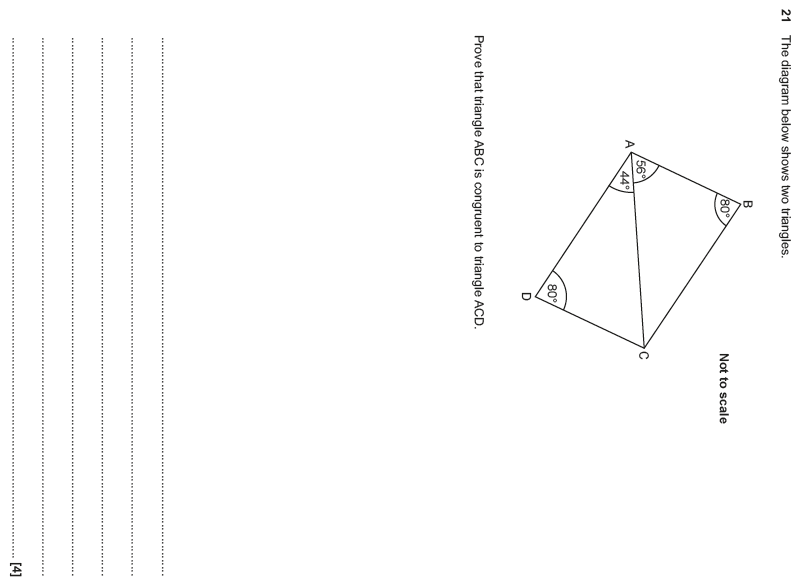 21 The diagram below shows two triangles.
Not to scale
B
80°
A
56°
44°
C
80°
D
Prove that triangle ABC is congruent to triangle ACD.
[4]